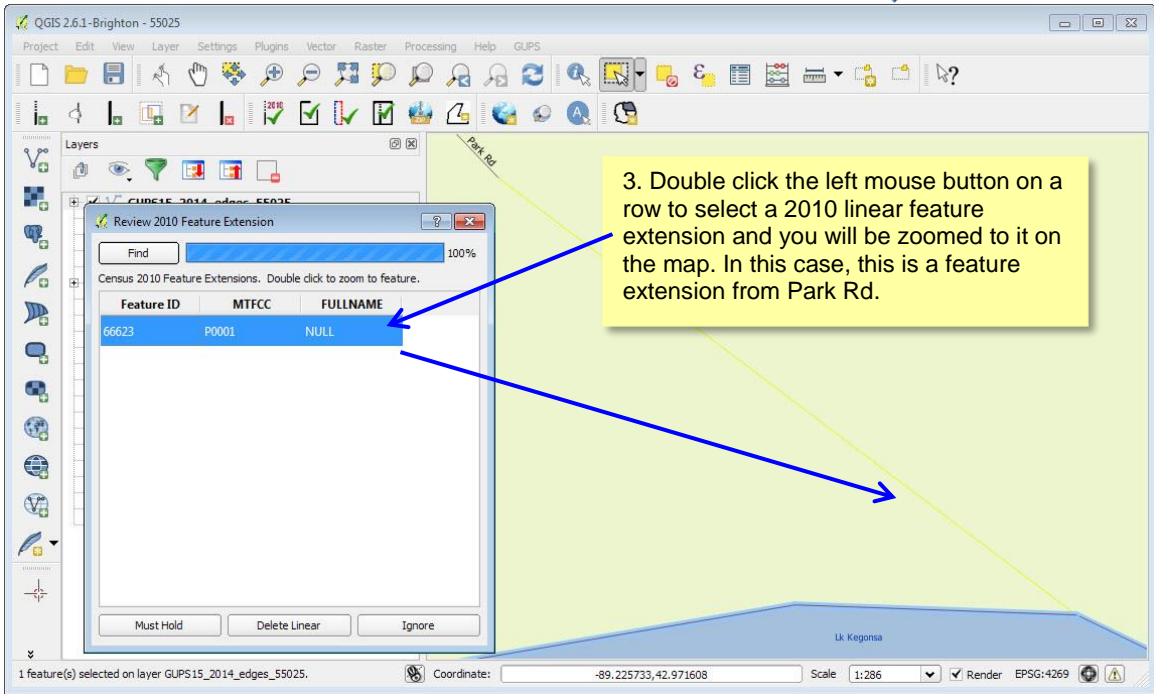 QGIS 2.6.1-Brighton - 55025
Project Edit View Layer Settings Plugins Vector Raster Processing Help GUPS
2010
Layers
GUPS15_2014_edges_55025
Park Rd
3. Double click the left mouse button on a
row to select a 2010 linear feature
extension and you will be zoomed to it on
the map. In this case, this is a feature
extension from Park Rd.
Review 2010 Feature Extension
Find 100%
Census 2010 Feature Extensions. Double click to zoom to feature.
Feature ID MTFCC FULLNAME
66623 P0001 NULL
Must Hold Delete Linear Ignore
Lk Kegonsa
1 feature(s) selected on layer GUPS15_2014_edges_55025. Coordinate: -89.225733,42.971608 Scale 1:286 Render EPSG:4269